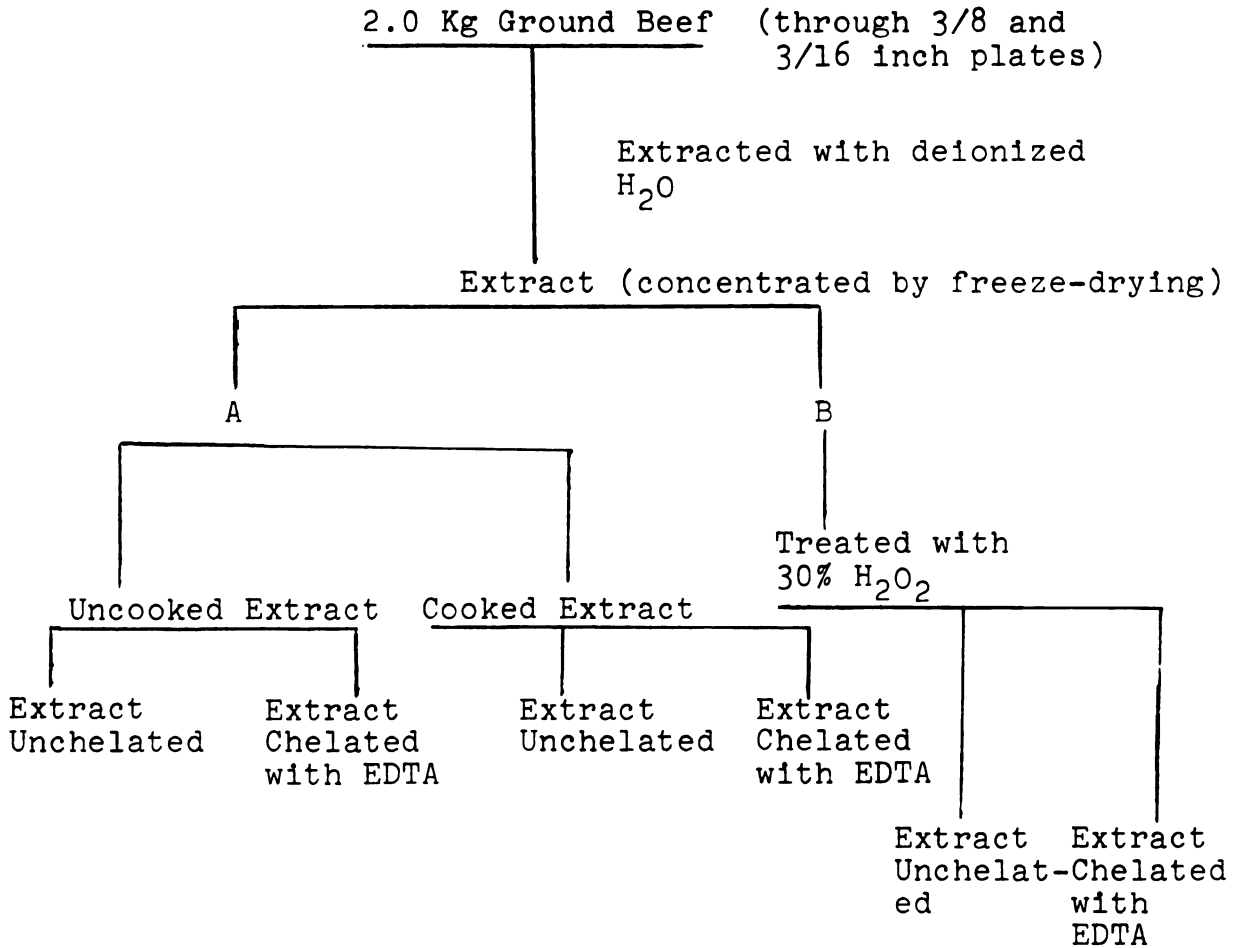 2.0 Kg Ground Beef (through 3/8 and
3/16 inch plates)
Extracted with deionized
H₂O
Extract (concentrated by freeze-drying)
A
B
Treated with
30% H₂O₂
Uncooked Extract
Cooked Extract
Extract
Unchelated
Extract
Chelated
with EDTA
Extract
Unchelated
Extract
Chelated
with EDTA
Extract
Unchelat-
ed
Extract
Chelated
with
EDTA